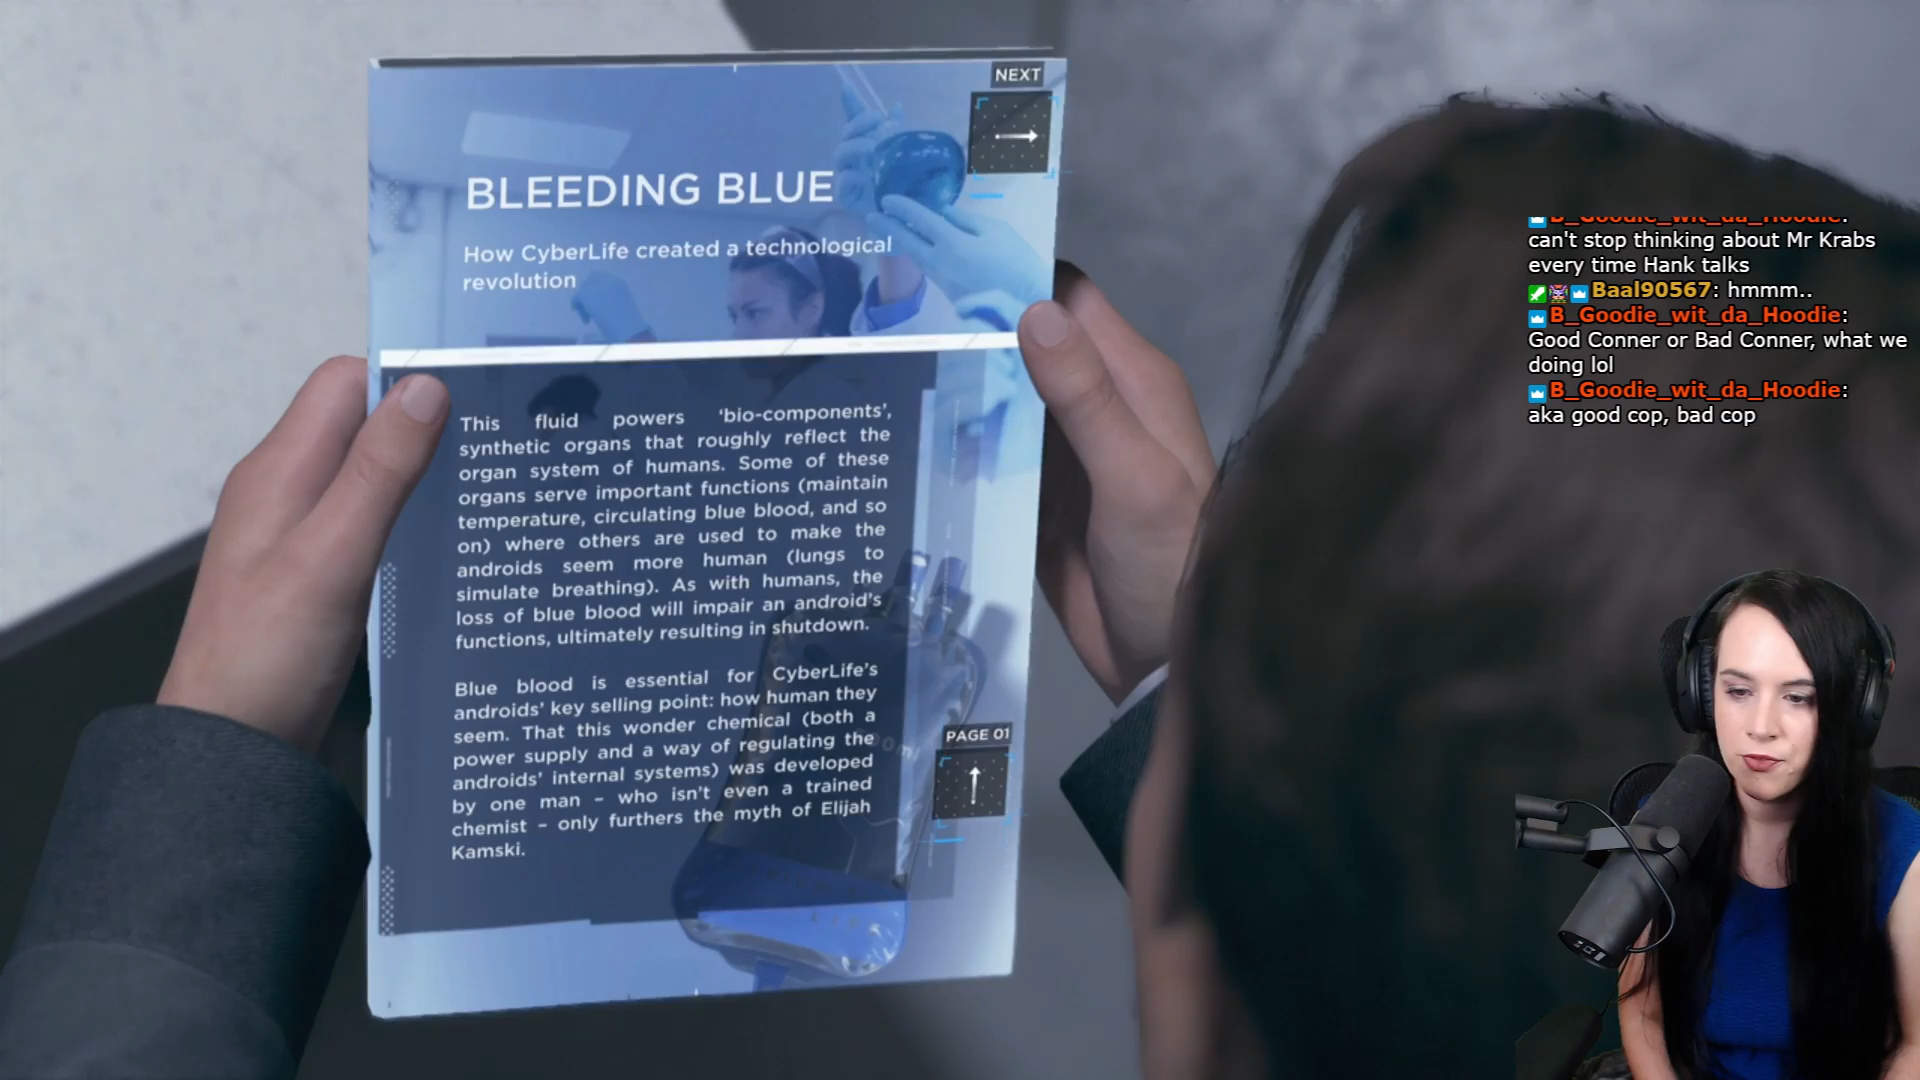 NEXT
BLEEDING BLUE
How CyberLife created a technological
revolution
This fluid powers ‘bio-components’,
synthetic organs that roughly reflect the
organ system of humans. Some of these
organs serve important functions (maintain
temperature, circulating blue blood, and so
on) where others are used to make the
androids seem more human (lungs to
simulate breathing). As with humans, the
loss of blue blood will impair an android’s
functions, ultimately resulting in shutdown.
Blue blood is essential for CyberLife’s
androids’ key selling point: how human they
seem. That this wonder chemical (both a
power supply and a way of regulating the
androids’ internal systems) was developed
by one man – who isn’t even a trained
chemist – only furthers the myth of Elijah
Kamski.
PAGE 01
B_Goodie_wit_da_Hoodie:
can't stop thinking about Mr Krabs
every time Hank talks
Baal90567: hmmm..
B_Goodie_wit_da_Hoodie:
Good Conner or Bad Conner, what we
doing lol
B_Goodie_wit_da_Hoodie:
aka good cop, bad cop